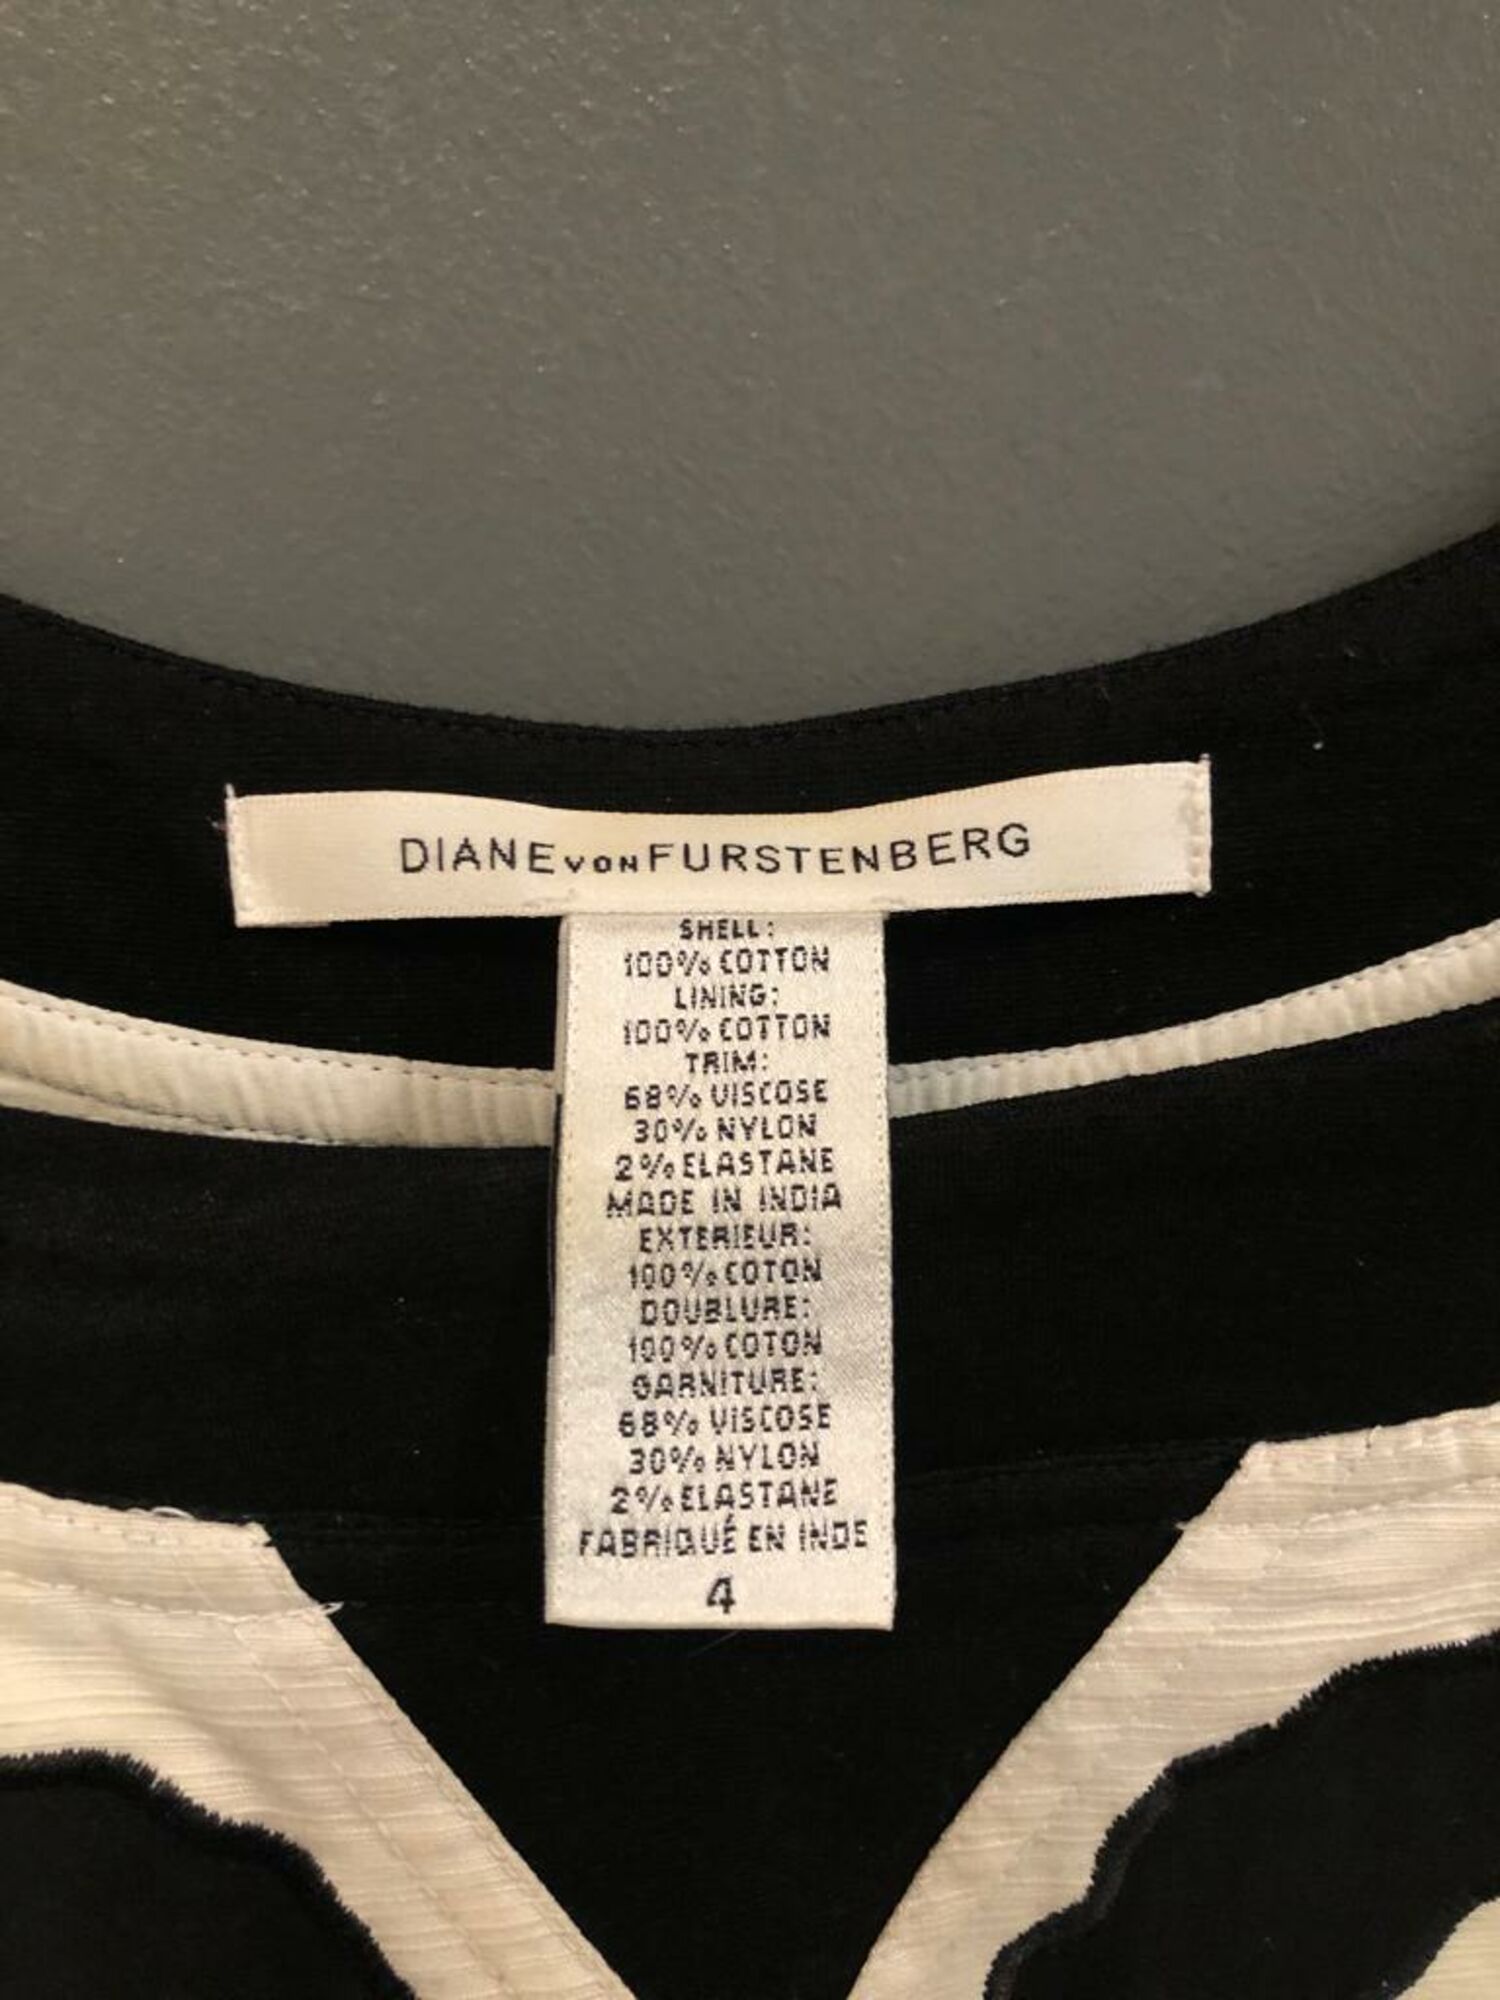 DIANE VON FURSTENBERG
SHELL:
100% COTTON
LINING:
100% COTTON
TRIM:
68% VISCOSE
30% NYLON
2% ELASTANE
MADE IN INDIA
EXTERIEUR:
100% COTON
DOUBLURE:
100% COTON
GARNITURE:
68% VISCOSE
30% NYLON
2% ELASTANE
FABRIQUÉ EN INDE
4